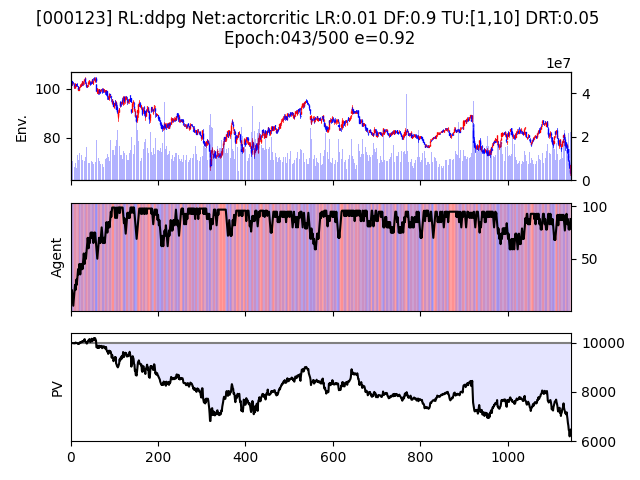 [000123] RL:ddpg Net:actorcritic LR:0.01 DF:0.9 TU:[1,10] DRT:0.05
Epoch:043/500 e=0.92
1e7
100
80
Env.
4
2
0
Agent
100
50
PV
10000
8000
6000
0 200 400 600 800 1000